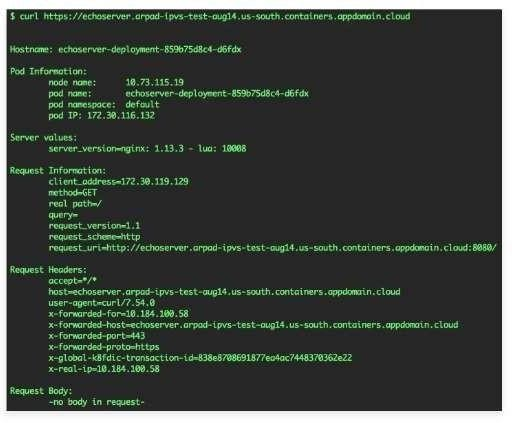 $ curl https://echoserver.arpad-ipvs-test-aug14.us-south.containers.appdomain.cloud
Hostname: echoserver-deployment-859b75d8c4-d6fdx
Pod Information:
node name: 10.73.115.19
pod name: echoserver-deployment-859b75d8c4-d6fdx
pod namespace: default
pod IP: 172.30.116.132
Server values:
server_version=nginx: 1.13.3 - lua: 10008
Request Information:
client_address=172.30.119.129
method=GET
real path=/
query=
request_version=1.1
request_scheme=http
request_uri=http://echoserver.arpad-ipvs-test-aug14.us-south.containers.appdomain.cloud:8080/
Request Headers:
accept=*/*
host=echoserver.arpad-ipvs-test-aug14.us-south.containers.appdomain.cloud
user-agent=curl/7.54.0
x-forwarded-for=10.184.100.58
x-forwarded-host=echoserver.arpad-ipvs-test-aug14.us-south.containers.appdomain.cloud
x-forwarded-port=443
x-forwarded-proto=https
x-global-k8fdic-transaction-id=838e8708691877ea4ac7448370362e22
x-real-ip=10.184.100.58
Request Body:
-no body in request-